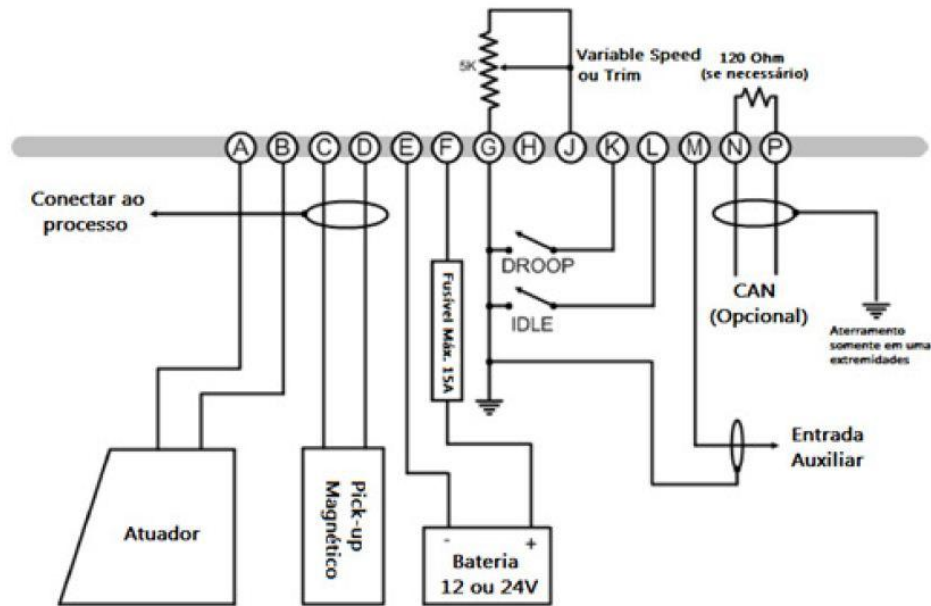 5K
Variable Speed
ou Trim
120 Ohm
(se necessário)
A B C D E F G H J K L M N P
Conectar ao
processo
DROOP
IDLE
Fusível Máx. 15A
CAN
(Opcional)
Aterramento
somente em uma
extremidades
Entrada
Auxiliar
Atuador
Pick-up
Magnético
- +
Bateria
12 ou 24V